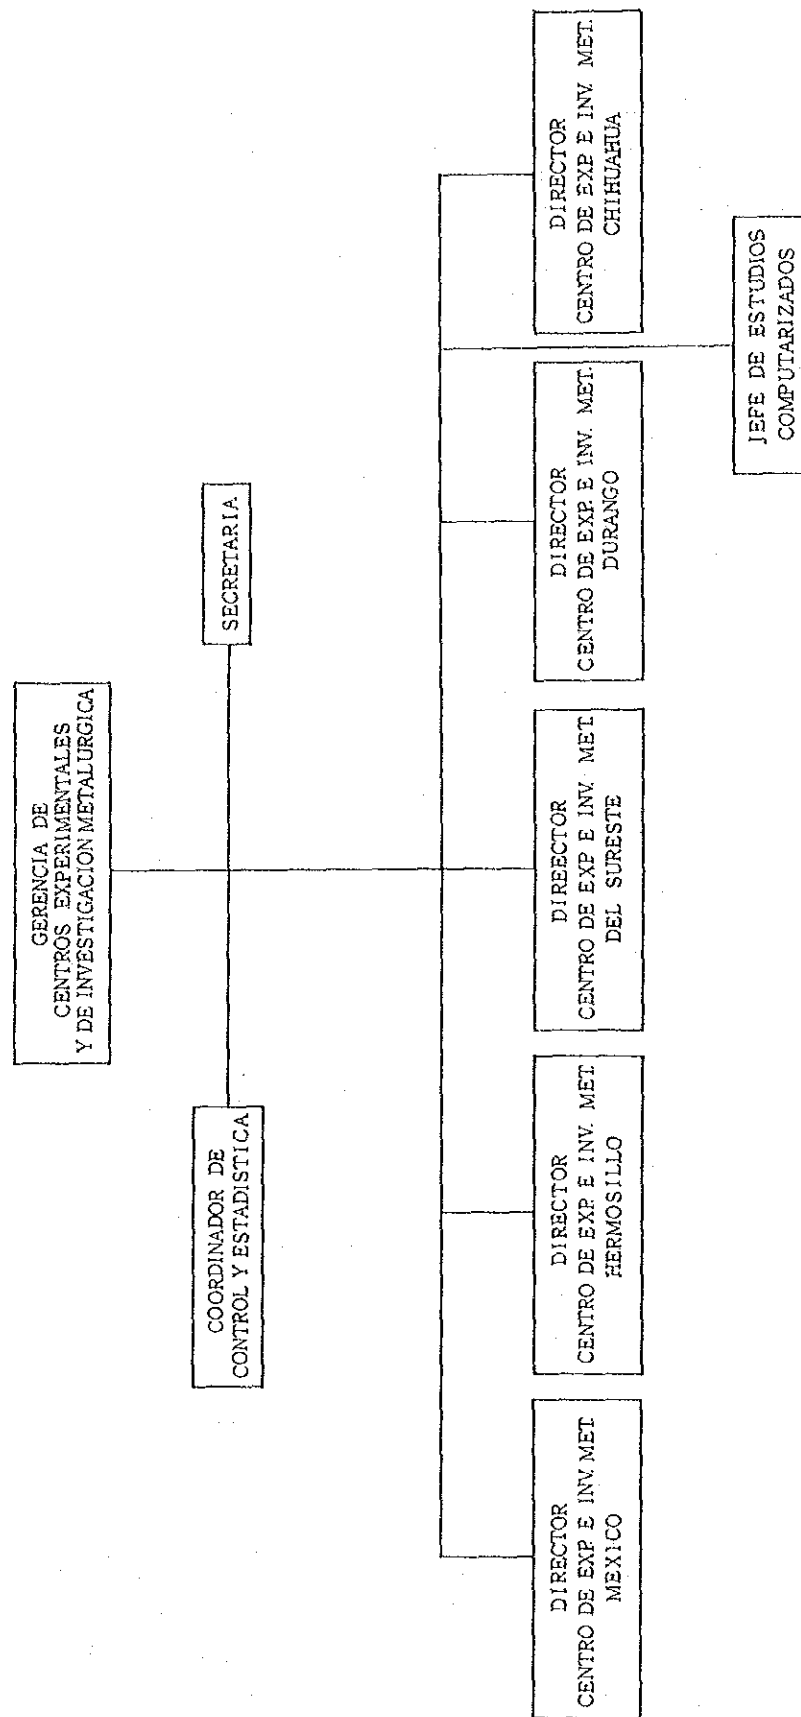 GERENCIA DE
CENTROS EXPERIMENTALES
Y DE INVESTIGACION METALURGICA
COORDINADOR DE
CONTROL Y ESTADISTICA
SECRETARIA
DIRECTOR
CENTRO DE EXP. E INV. MET
MEXICO
DIRECTOR
CENTRO DE EXP. E INV. MET
HERMOSILLO
DIREECTOR
CENTRO DE EXP E INV. MET
DEL SURESTE
DIRECTOR
CENTRO DE EXP. E INV. MET.
DURANGO
DIRECTOR
CENTRO DE EXP. E INV. MET.
CHIHUAHUA
JEFE DE ESTUDIOS
COMPUTARIZADOS